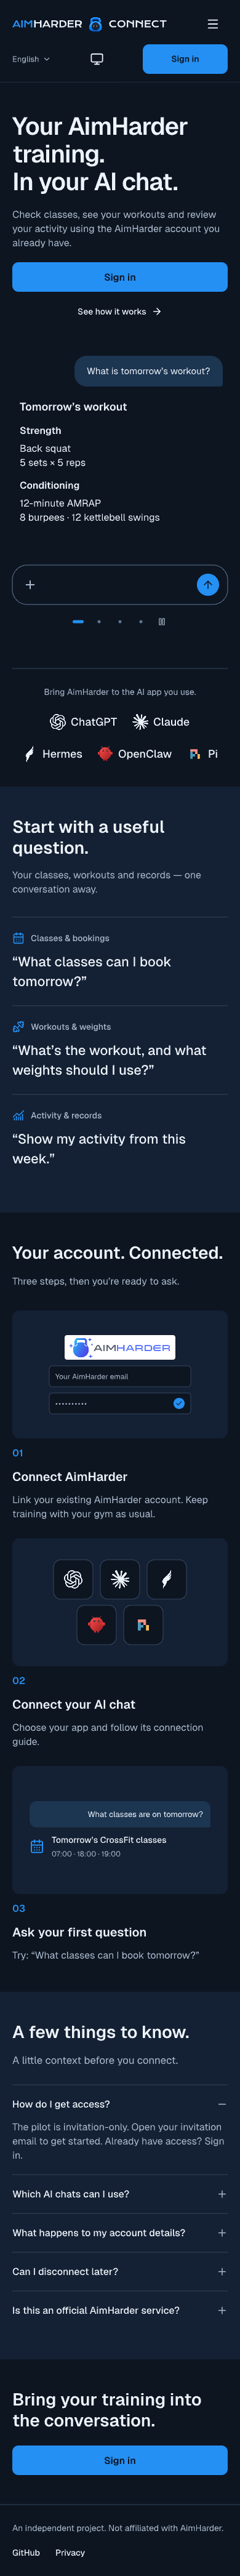 AIMHARDER CONNECT
English
Sign in
Your AimHarder
training.
In your AI chat.
Check classes, see your workouts and review
your activity using the AimHarder account you
already have.
Sign in
See how it works
What is tomorrow's workout?
Tomorrow's workout
Strength
Back squat
5 sets × 5 reps
Conditioning
12-minute AMRAP
8 burpees · 12 kettlebell swings
Bring AimHarder to the AI app you use.
ChatGPT Claude
Hermes OpenClaw Pi
Start with a useful
question.
Your classes, workouts and records — one
conversation away.
Classes & bookings
“What classes can I book
tomorrow?”
Workouts & weights
“What’s the workout, and what
weights should I use?”
Activity & records
“Show my activity from this
week.”
Your account. Connected.
Three steps, then you’re ready to ask.
AIMHARDER
Your AimHarder email
01
Connect AimHarder
Link your existing AimHarder account. Keep
training with your gym as usual.
02
Connect your AI chat
Choose your app and follow its connection
guide.
What classes are on tomorrow?
Tomorrow’s CrossFit classes
07:00 · 18:00 · 19:00
03
Ask your first question
Try: “What classes can I book tomorrow?”
A few things to know.
A little context before you connect.
How do I get access?
The pilot is invitation-only. Open your invitation
email to get started. Already have access? Sign
in.
Which AI chats can I use?
What happens to my account details?
Can I disconnect later?
Is this an official AimHarder service?
Bring your training into
the conversation.
Sign in
An independent project. Not affiliated with AimHarder.
GitHub Privacy